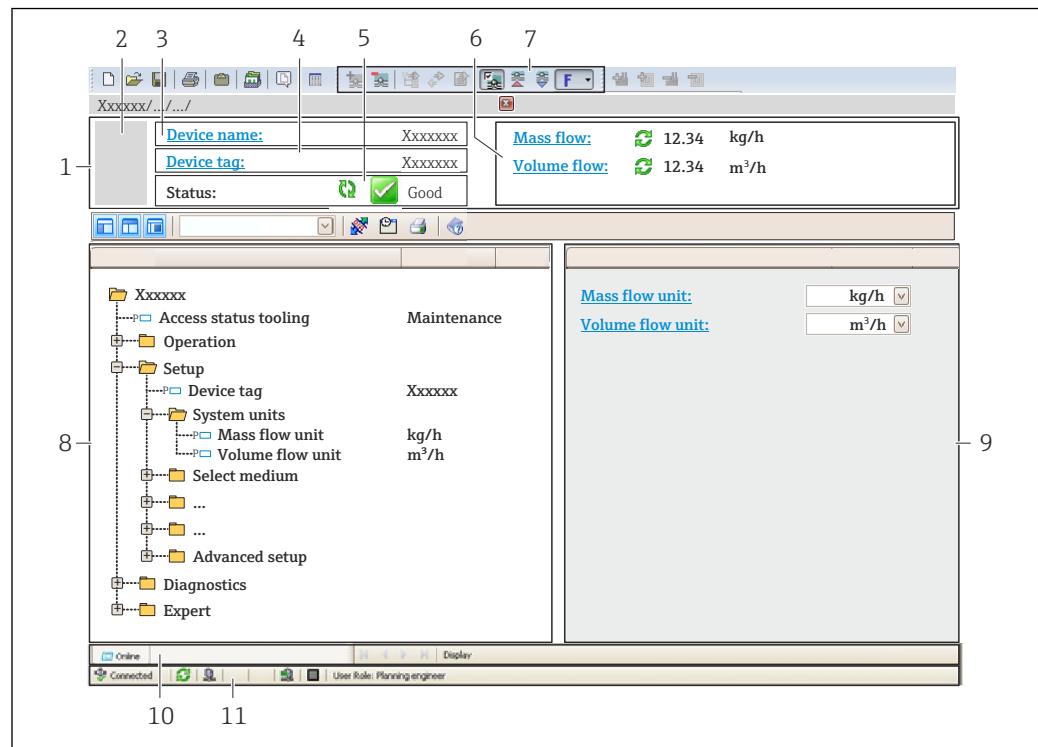 2 3 4 5 6 7
F
Xxxxxx/.../.../
1
Device name: Xxxxxxx
Device tag: Xxxxxxx
Status: Good
Mass flow: 12.34 kg/h
Volume flow: 12.34 m³/h
Xxxxxx
P Access status tooling Maintenance
Operation
Setup
P Device tag Xxxxxx
System units
P Mass flow unit kg/h
P Volume flow unit m³/h
Select medium
...
...
Advanced setup
Diagnostics
Expert
8
Mass flow unit: kg/h
Volume flow unit: m³/h
9
Online Display
Connected User Role: Planning engineer
10 11